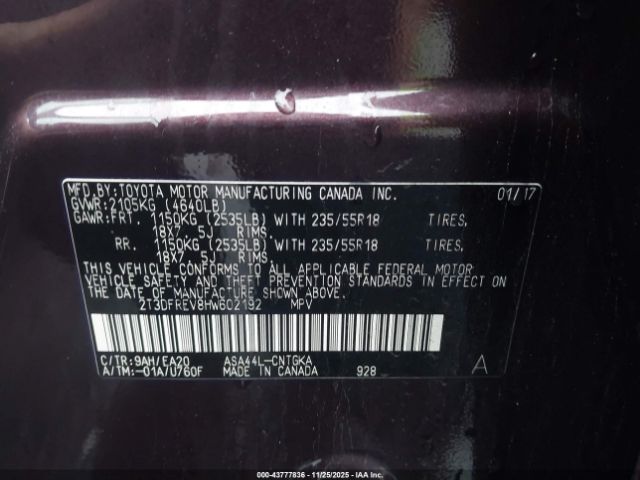 MFD.BY:TOYOTA MOTOR MANUFACTURING CANADA INC. 01/17
GVWR:2105KG (4640LB)
GAWR:FRT. 1150KG (2535LB) WITH 235/55R18 TIRES,
18X7. 5J RIMS.
RR. 1150KG (2535LB) WITH 235/55R18 TIRES,
18X7. 5J RIMS.
THIS VEHICLE CONFORMS TO ALL APPLICABLE FEDERAL MOTOR
VEHICLE SAFETY AND THEFT PREVENTION STANDARDS IN EFFECT
ON THE DATE OF MANUFACTURE SHOWN ABOVE.
2T3DFREV8HW602192 MPV
C/TR:9AH/EA20 ASA44L-CNTGKA
A/TM:-01A/U760F MADE IN CANADA 928 A
000-43777836 - 11/25/2025 - IAA Inc.